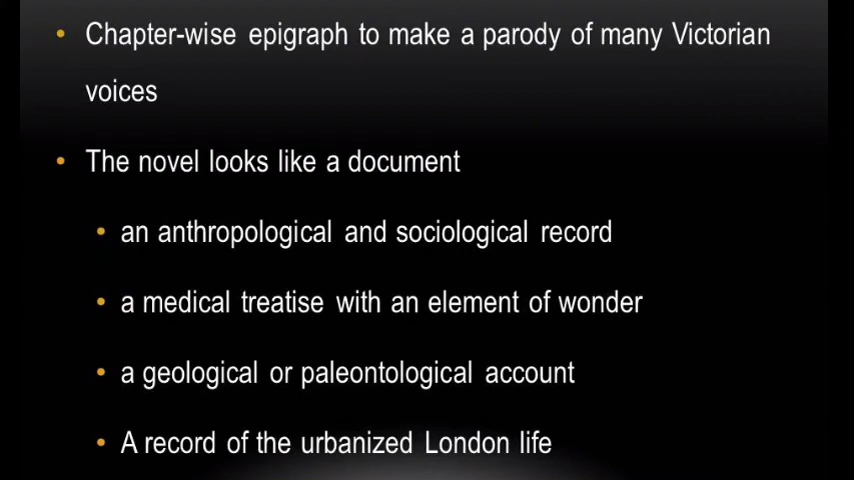 • Chapter-wise epigraph to make a parody of many Victorian
voices
• The novel looks like a document
• an anthropological and sociological record
• a medical treatise with an element of wonder
• a geological or paleontological account
• A record of the urbanized London life